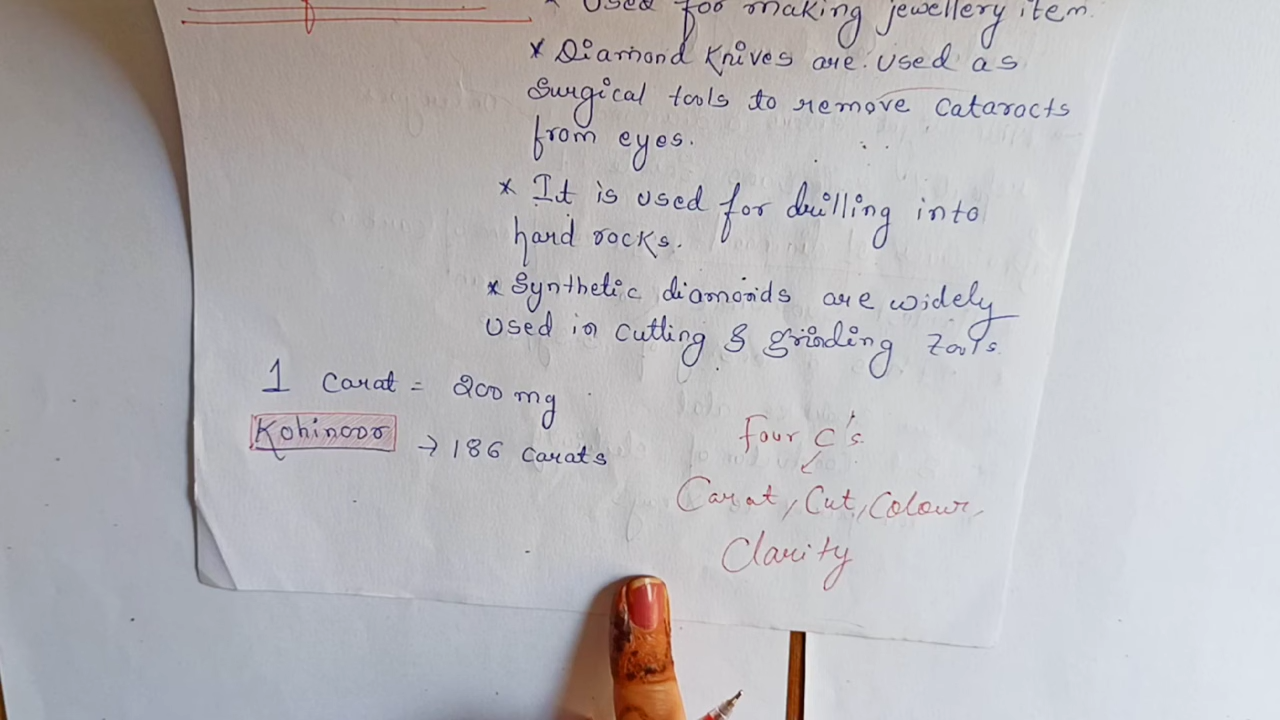 * Used for making jewellery item.
* Diamond knives are used as
Surgical tools to remove cataracts
from eyes.
* It is used for drilling into
hard rocks.
* Synthetic diamonds are widely
used in cutting & grinding tools.
1 carat = 200 mg
Kohinoor → 186 carats
Four C's
Carat, Cut, Colour,
Clarity